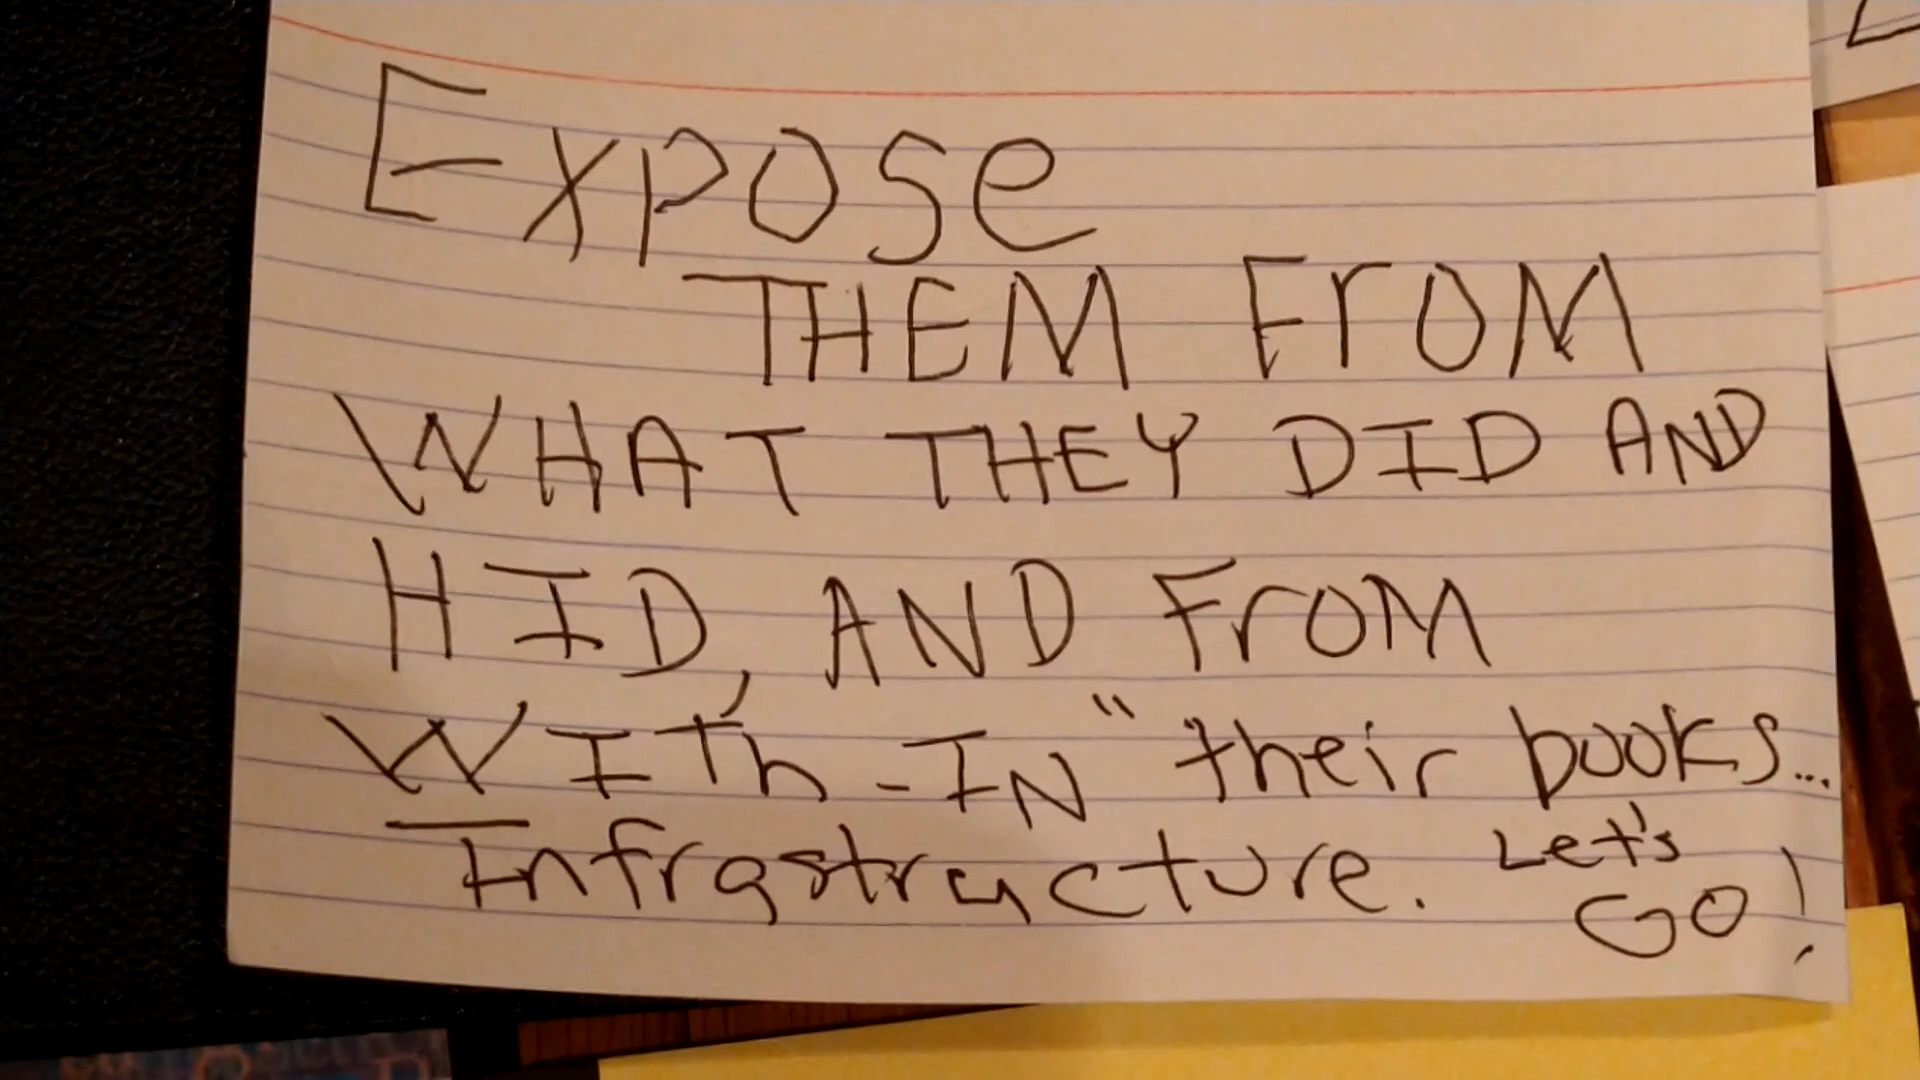 Expose
THEM FROM
WHAT THEY DID AND
HID, AND FROM
WITh-IN " their books...
Infrastructure. Let's
GO!